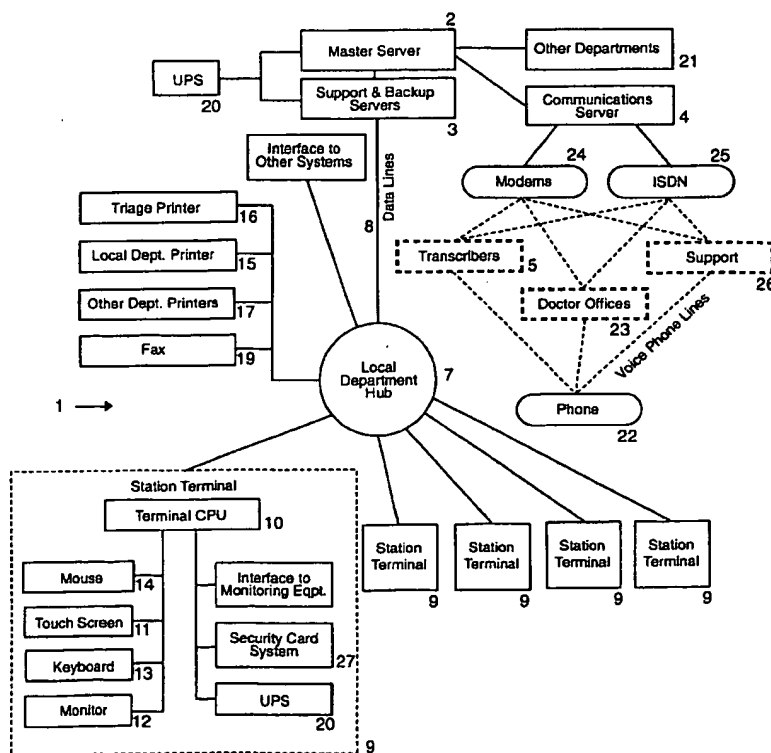 2
Master Server
Other Departments
21
UPS
20
Support & Backup
Servers
3
Communications
Server
4
Interface to
Other Systems
24
25
Modems
ISDN
8
Data Lines
Triage Printer
16
Local Dept. Printer
15
Other Dept. Printers
17
Fax
19
Transcribers
5
Support
26
Doctor Offices
23
Voice Phone Lines
Phone
22
Local
Department
Hub
7
1
Station Terminal
Terminal CPU
10
Mouse
14
Touch Screen
11
Keyboard
13
Monitor
12
Interface to
Monitoring Eqpt.
Security Card
System
27
UPS
20
9
Station
Terminal
9
Station
Terminal
9
Station
Terminal
9
Station
Terminal
9